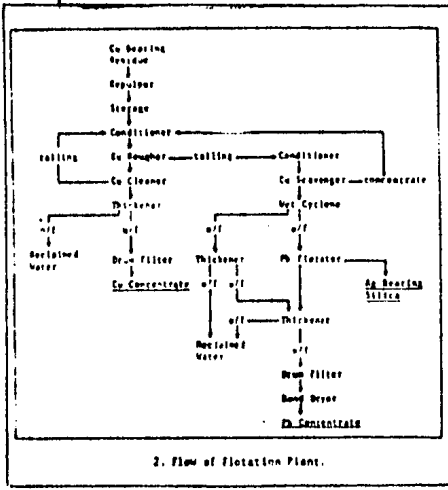 Cu Bearing
Residue
Repulper
Storage
Conditioner
tailing
Cu Rougher
tailing
Conditioner
Cu Cleaner
Cu Scavenger
concentrate
Thickener
Wet Cyclone
o/f
u/f
o/f
u/f
Reclaimed
Water
Drum Filter
Thickener
Pb Flotator
Cu Concentrate
o/f
u/f
Ag Bearing
Silica
o/f
Thickener
Reclaimed
Water
u/f
Drum Filter
Band Dryer
Pb Concentrate
2. Flow of Flotation Plant.